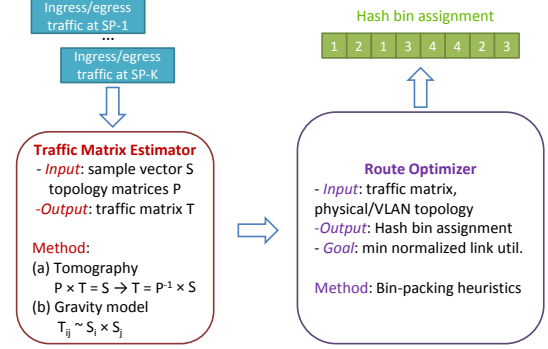 Ingress/egress
traffic at SP-1
...
Ingress/egress
traffic at SP-K
Hash bin assignment
1 2 1 3 4 4 2 3
Traffic Matrix Estimator
- Input: sample vector S
topology matrices P
-Output: traffic matrix T
Method:
(a) Tomography
P × T = S → T = P⁻¹ × S
(b) Gravity model
Tᵢⱼ ~ Sᵢ × Sⱼ
Route Optimizer
- Input: traffic matrix,
physical/VLAN topology
-Output: Hash bin assignment
- Goal: min normalized link util.
Method: Bin-packing heuristics